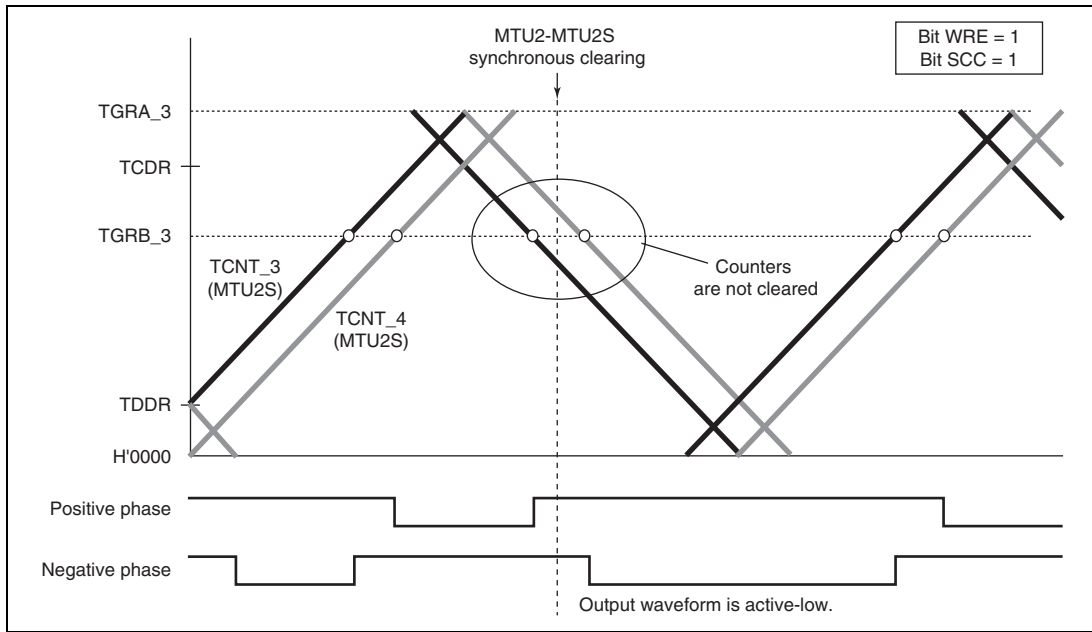 MTU2-MTU2S
synchronous clearing
Bit WRE = 1
Bit SCC = 1
TGRA_3
TCDR
TGRB_3
TCNT_3
(MTU2S)
TCNT_4
(MTU2S)
Counters
are not cleared
TDDR
H'0000
Positive phase
Negative phase
Output waveform is active-low.